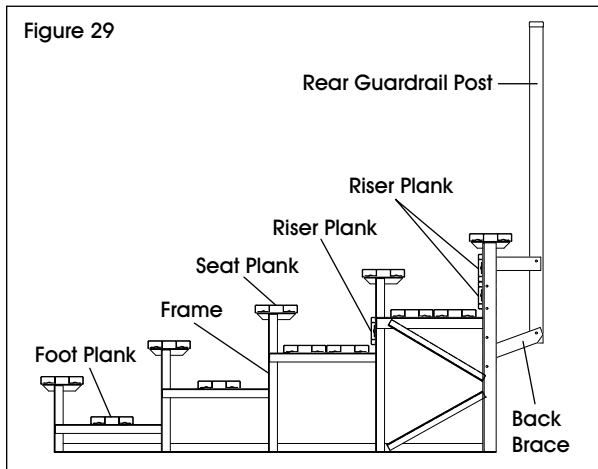 Figure 29
Rear Guardrail Post
Riser Plank
Riser Plank
Seat Plank
Frame
Foot Plank
Back
Brace